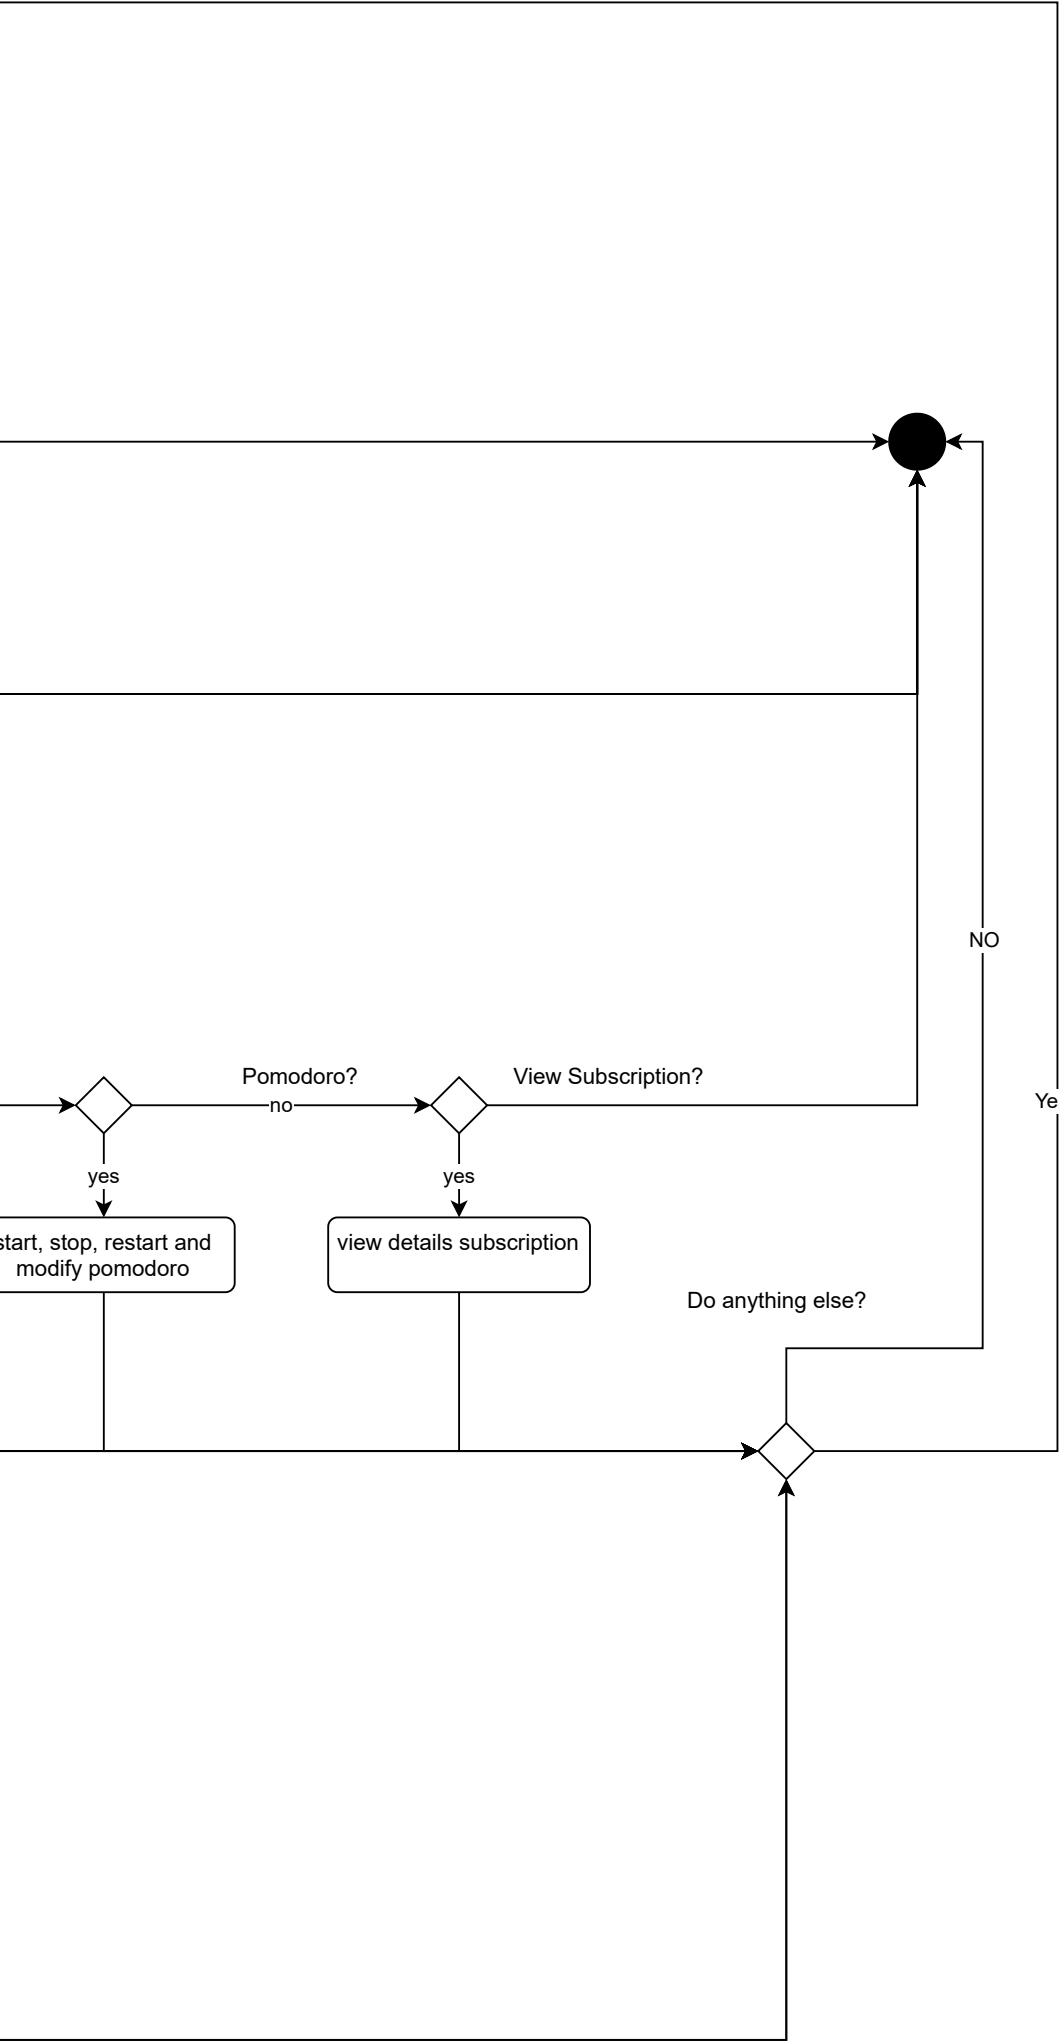 NO
Pomodoro?
View Subscription?
no
Ye
yes
yes
start, stop, restart and
modify pomodoro
view details subscription
Do anything else?